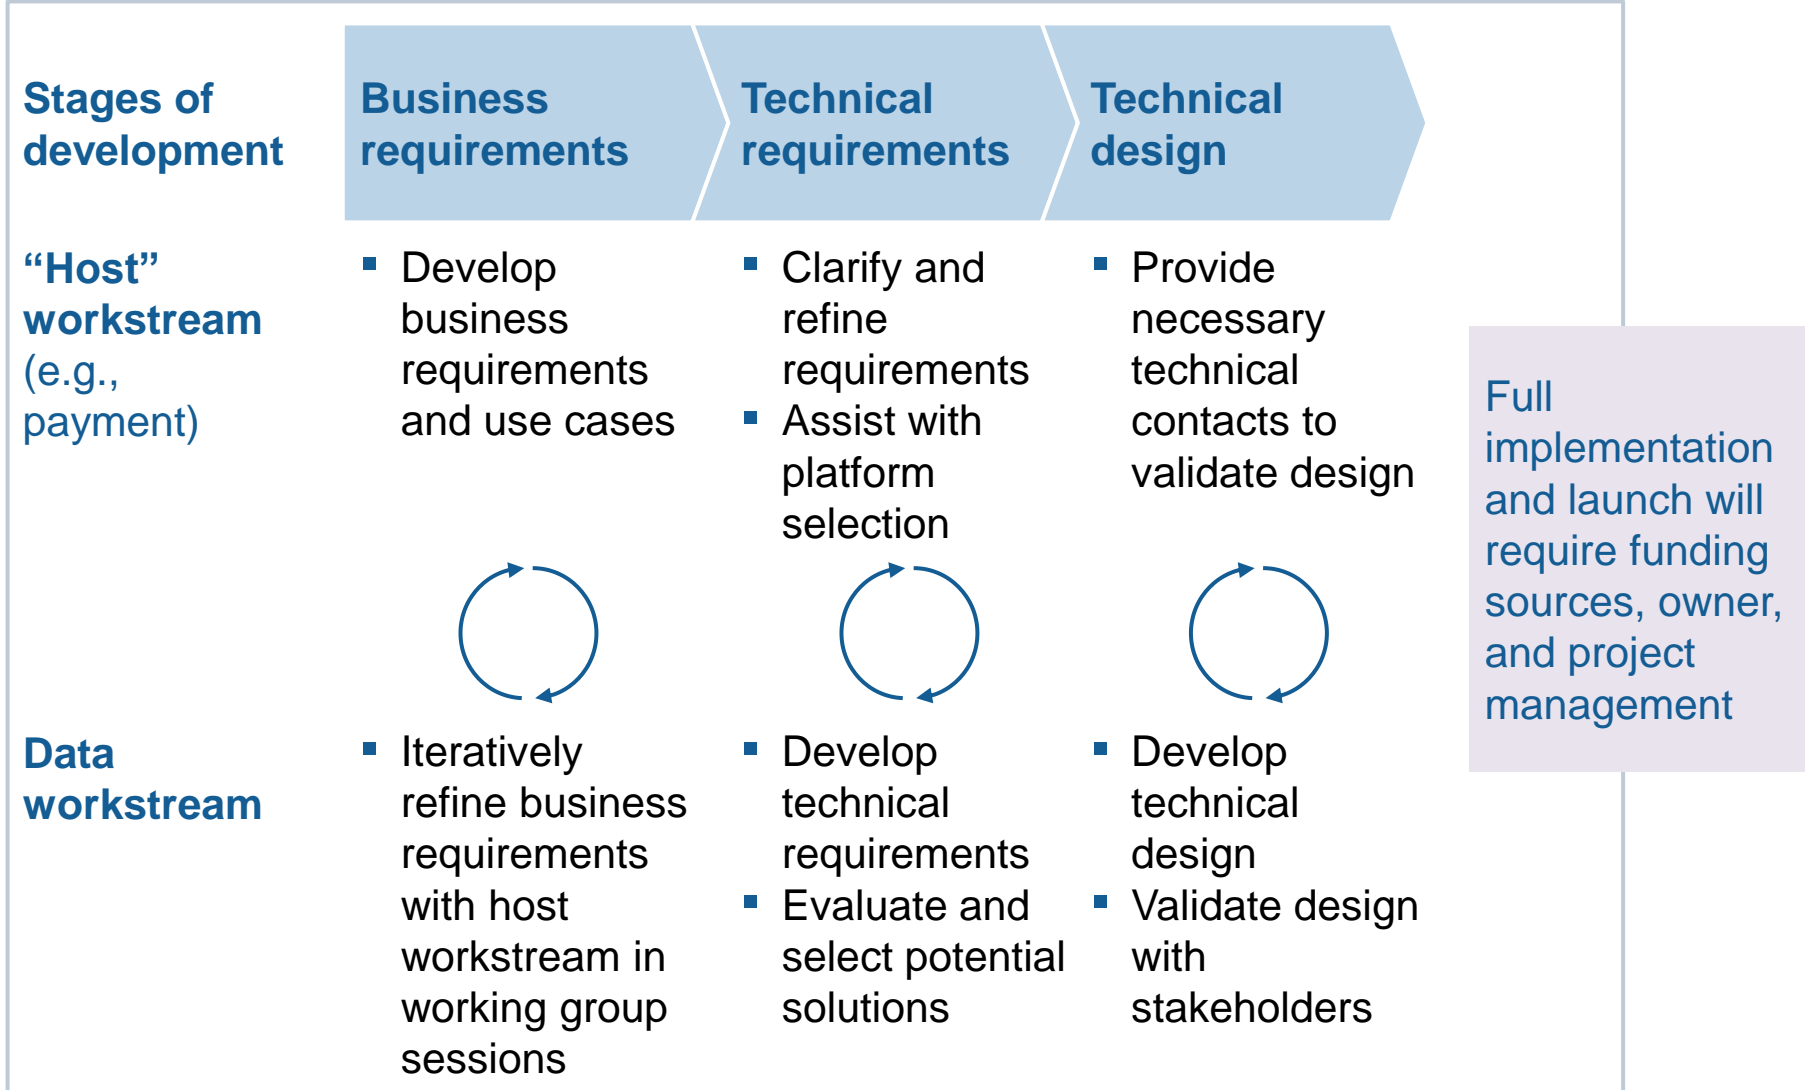 Stages of
development
Business
requirements
Technical
requirements
Technical
design
“Host”
workstream
(e.g.,
payment)
Develop
business
requirements
and use cases
Clarify and
refine
requirements
Assist with
platform
selection
Provide
necessary
technical
contacts to
validate design
Data
workstream
Iteratively
refine business
requirements
with host
workstream in
working group
sessions
Develop
technical
requirements
Evaluate and
select potential
solutions
Develop
technical
design
Validate design
with
stakeholders
Full
implementation
and launch will
require funding
sources, owner,
and project
management